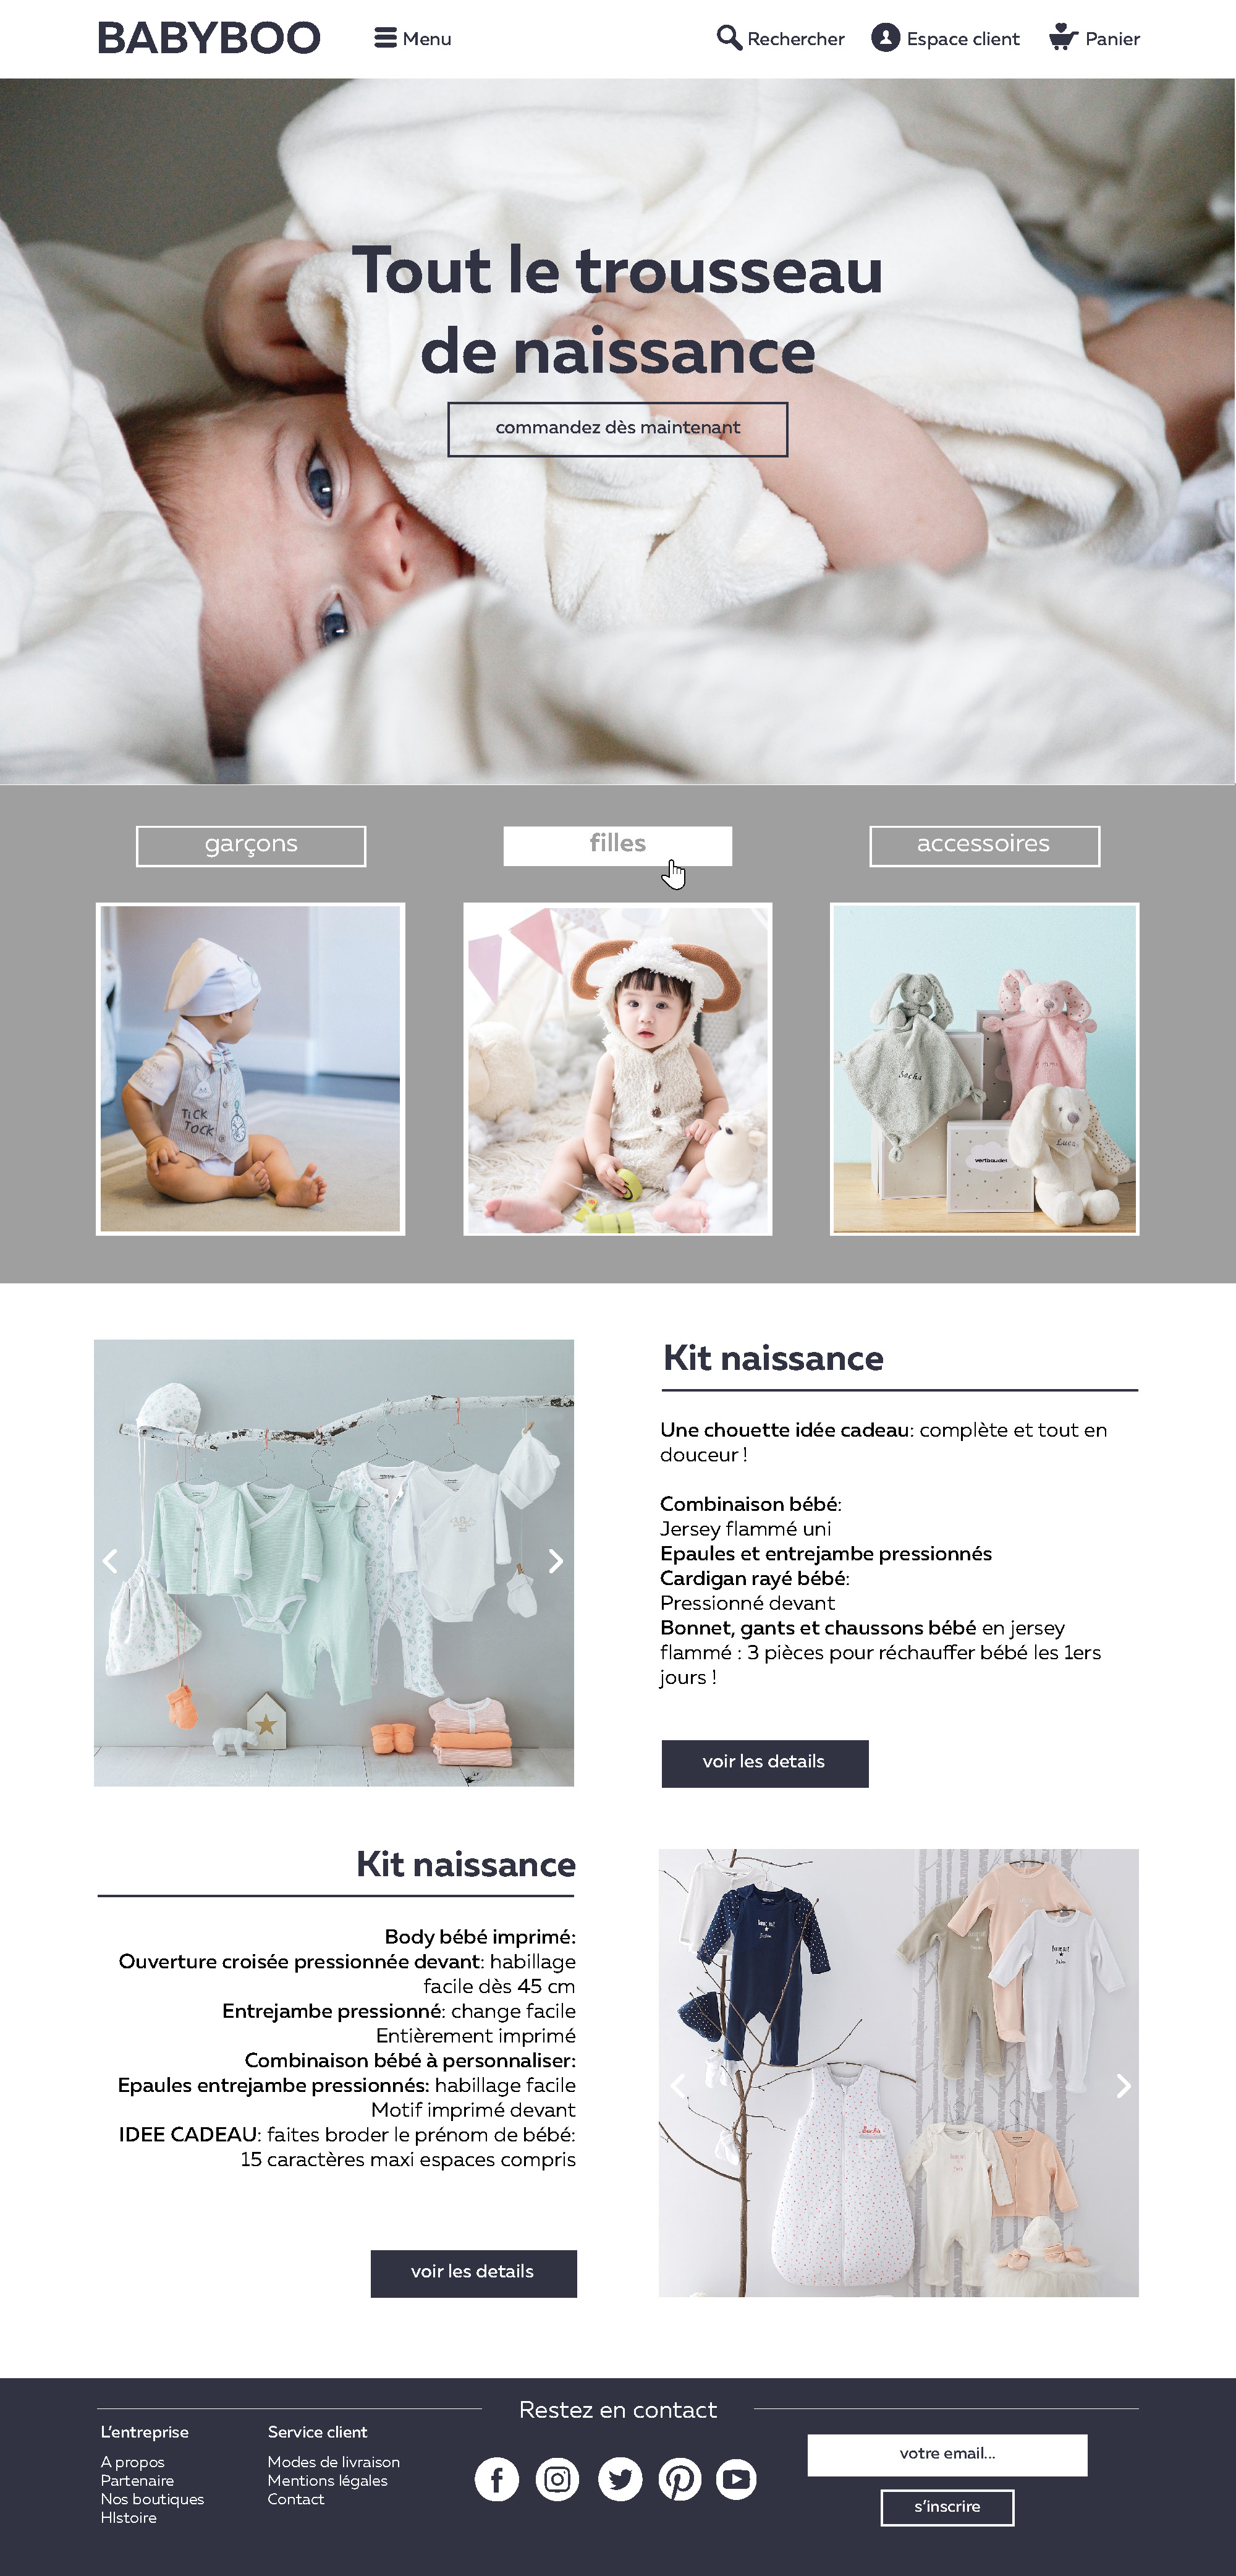 BABYBOO
Menu
Rechercher
Espace client
Panier
Tout le trousseau
de naissance
commandez dès maintenant
garçons
filles
accessoires
TICK
TOCK
Sacha
vertbaudet
Lucas
Kit naissance
Une chouette idée cadeau: complète et tout en
douceur !
Combinaison bébé:
Jersey flammé uni
Epaules et entrejambe pressionnés
Cardigan rayé bébé:
Pressionné devant
Bonnet, gants et chaussons bébé en jersey
flammé : 3 pièces pour réchauffer bébé les 1ers
jours !
voir les details
Kit naissance
Body bébé imprimé:
Ouverture croisée pressionnée devant: habillage
facile dès 45 cm
Entrejambe pressionné: change facile
Entièrement imprimé
Combinaison bébé à personnaliser:
Epaules entrejambe pressionnés: habillage facile
Motif imprimé devant
IDEE CADEAU: faites broder le prénom de bébé:
15 caractères maxi espaces compris
voir les details
Restez en contact
L'entreprise
A propos
Partenaire
Nos boutiques
HIstoire
Service client
Modes de livraison
Mentions légales
Contact
votre email...
s'inscrire